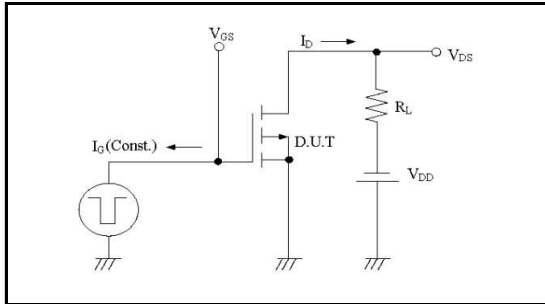 V_GS
I_D
V_DS
R_L
I_G (Const.)
D.U.T
V_DD